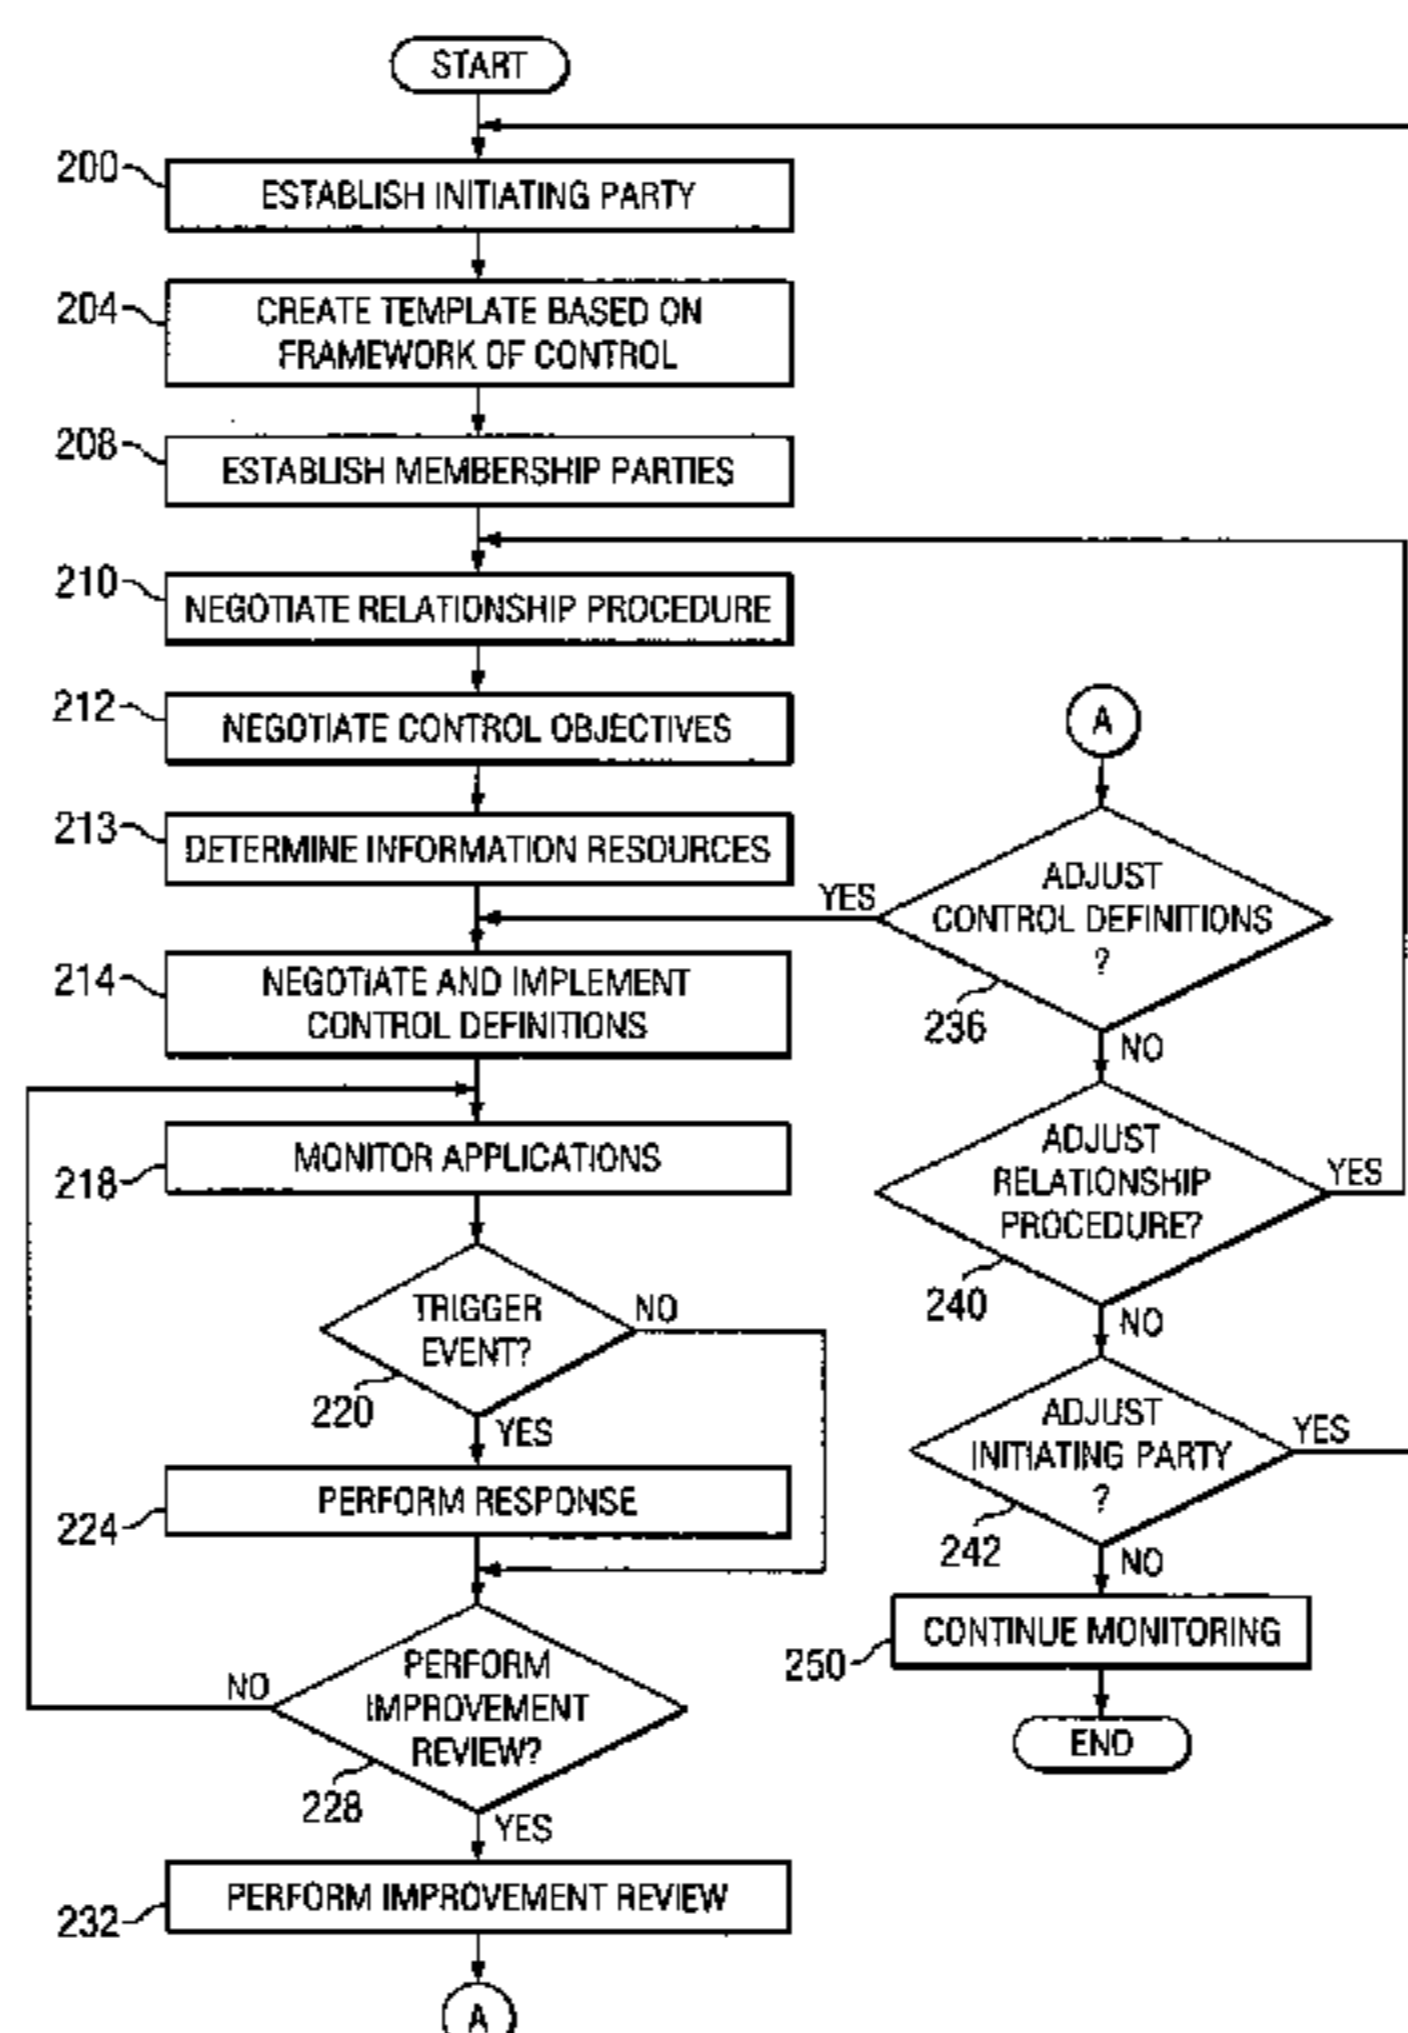 START
200
ESTABLISH INITIATING PARTY
204
CREATE TEMPLATE BASED ON
FRAMEWORK OF CONTROL
208
ESTABLISH MEMBERSHIP PARTIES
210
NEGOTIATE RELATIONSHIP PROCEDURE
212
NEGOTIATE CONTROL OBJECTIVES
213
DETERMINE INFORMATION RESOURCES
214
NEGOTIATE AND IMPLEMENT
CONTROL DEFINITIONS
218
MONITOR APPLICATIONS
TRIGGER
EVENT?
NO
220
YES
224
PERFORM RESPONSE
PERFORM
IMPROVEMENT
REVIEW?
NO
228
YES
232
PERFORM IMPROVEMENT REVIEW
A
A
ADJUST
CONTROL DEFINITIONS
?
YES
236
NO
ADJUST
RELATIONSHIP
PROCEDURE?
YES
240
NO
ADJUST
INITIATING PARTY
?
YES
242
NO
CONTINUE MONITORING
250
END